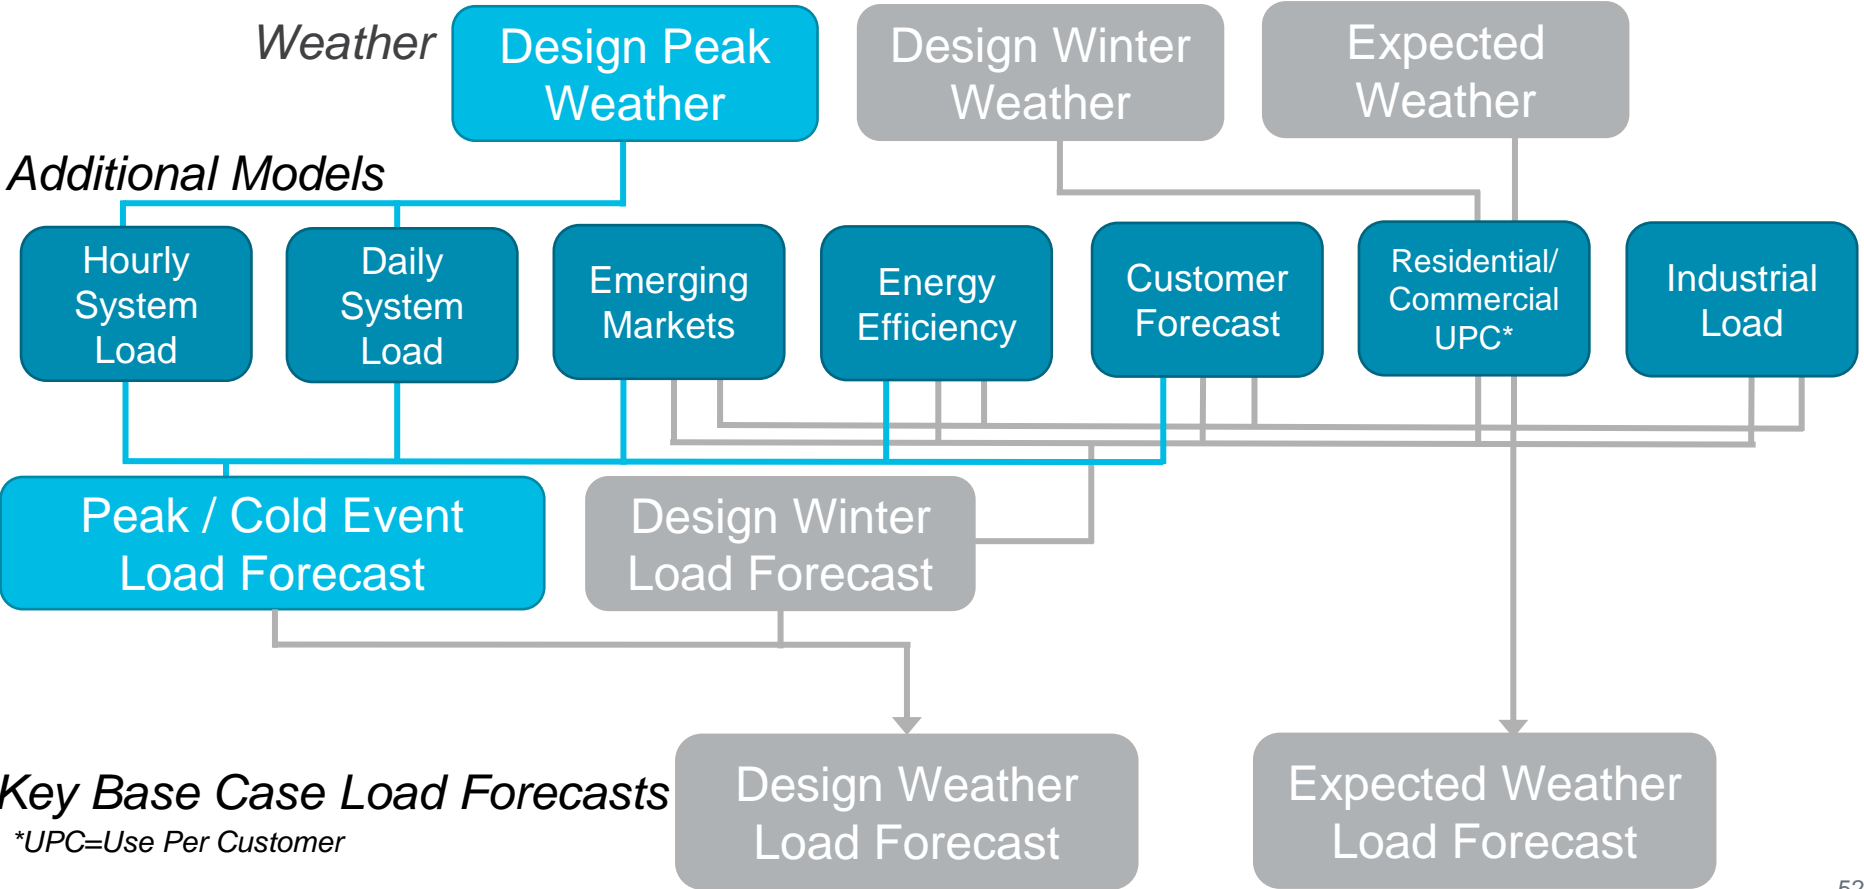 Weather
Design Peak
Weather
Design Winter
Weather
Expected
Weather
Additional Models
Hourly
System
Load
Daily
System
Load
Emerging
Markets
Energy
Efficiency
Customer
Forecast
Residential/
Commercial
UPC*
Industrial
Load
Peak / Cold Event
Load Forecast
Design Winter
Load Forecast
Key Base Case Load Forecasts
*UPC=Use Per Customer
Design Weather
Load Forecast
Expected Weather
Load Forecast
52